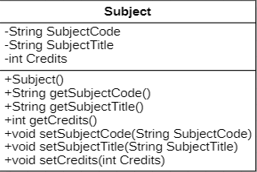 Subject
-String SubjectCode
-String SubjectTitle
-int Credits
+Subject()
+String getSubjectCode()
+String getSubjectTitle()
+int getCredits()
+void setSubjectCode(String SubjectCode)
+void setSubjectTitle(String SubjectTitle)
+void setCredits(int Credits)